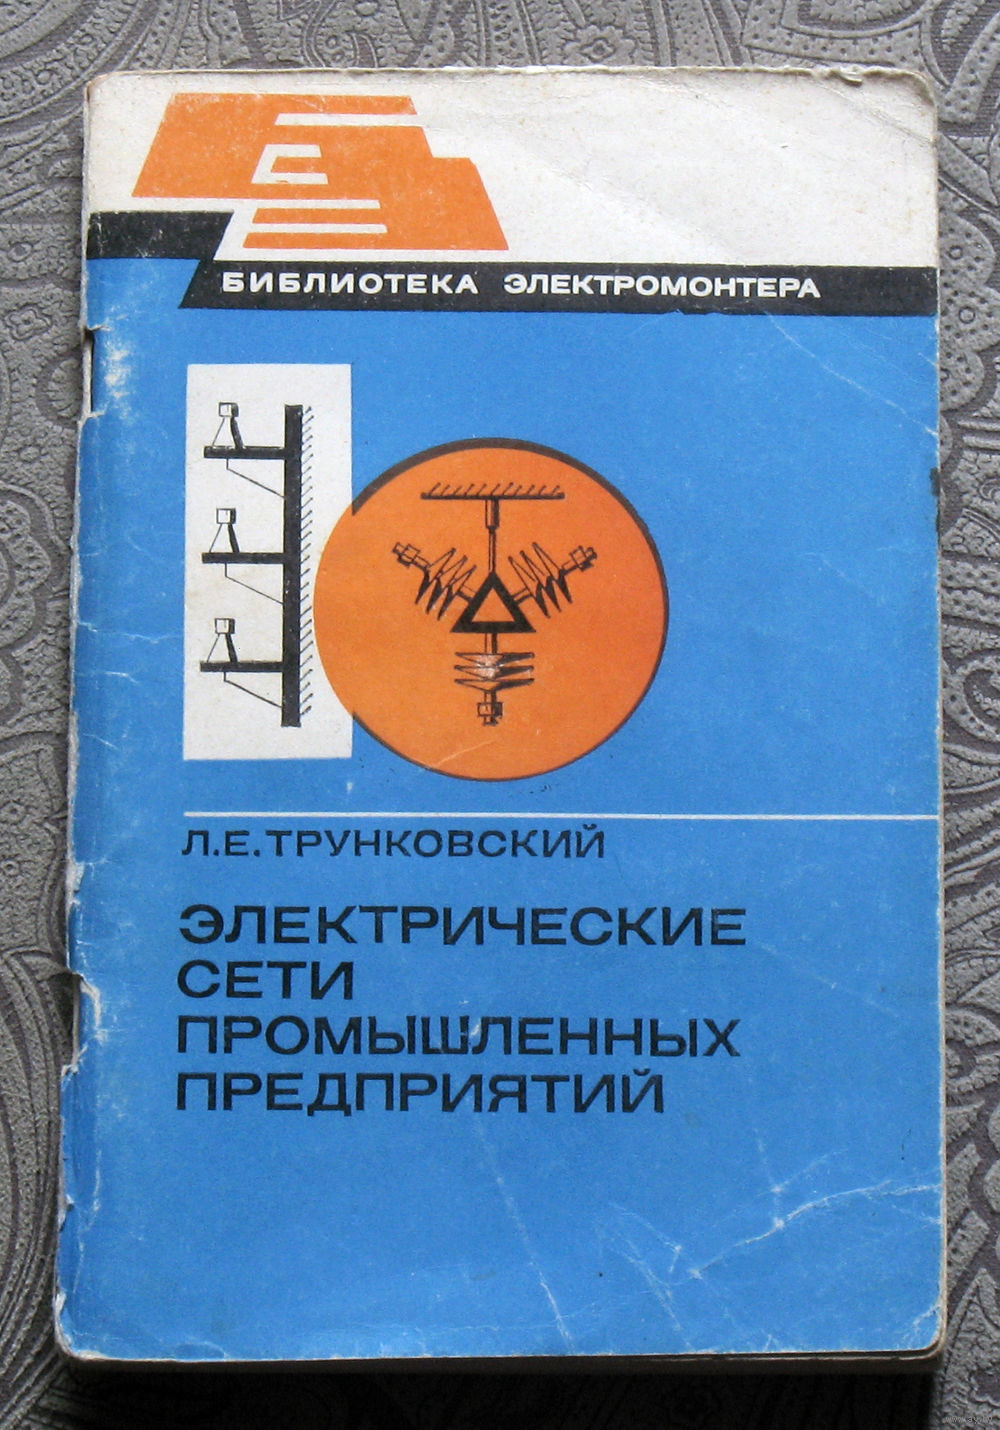 БИБЛИОТЕКА ЭЛЕКТРОМОНТЕРА
Л.Е.ТРУНКОВСКИЙ
ЭЛЕКТРИЧЕСКИЕ
СЕТИ
ПРОМЫШЛЕННЫХ
ПРЕДПРИЯТИЙ